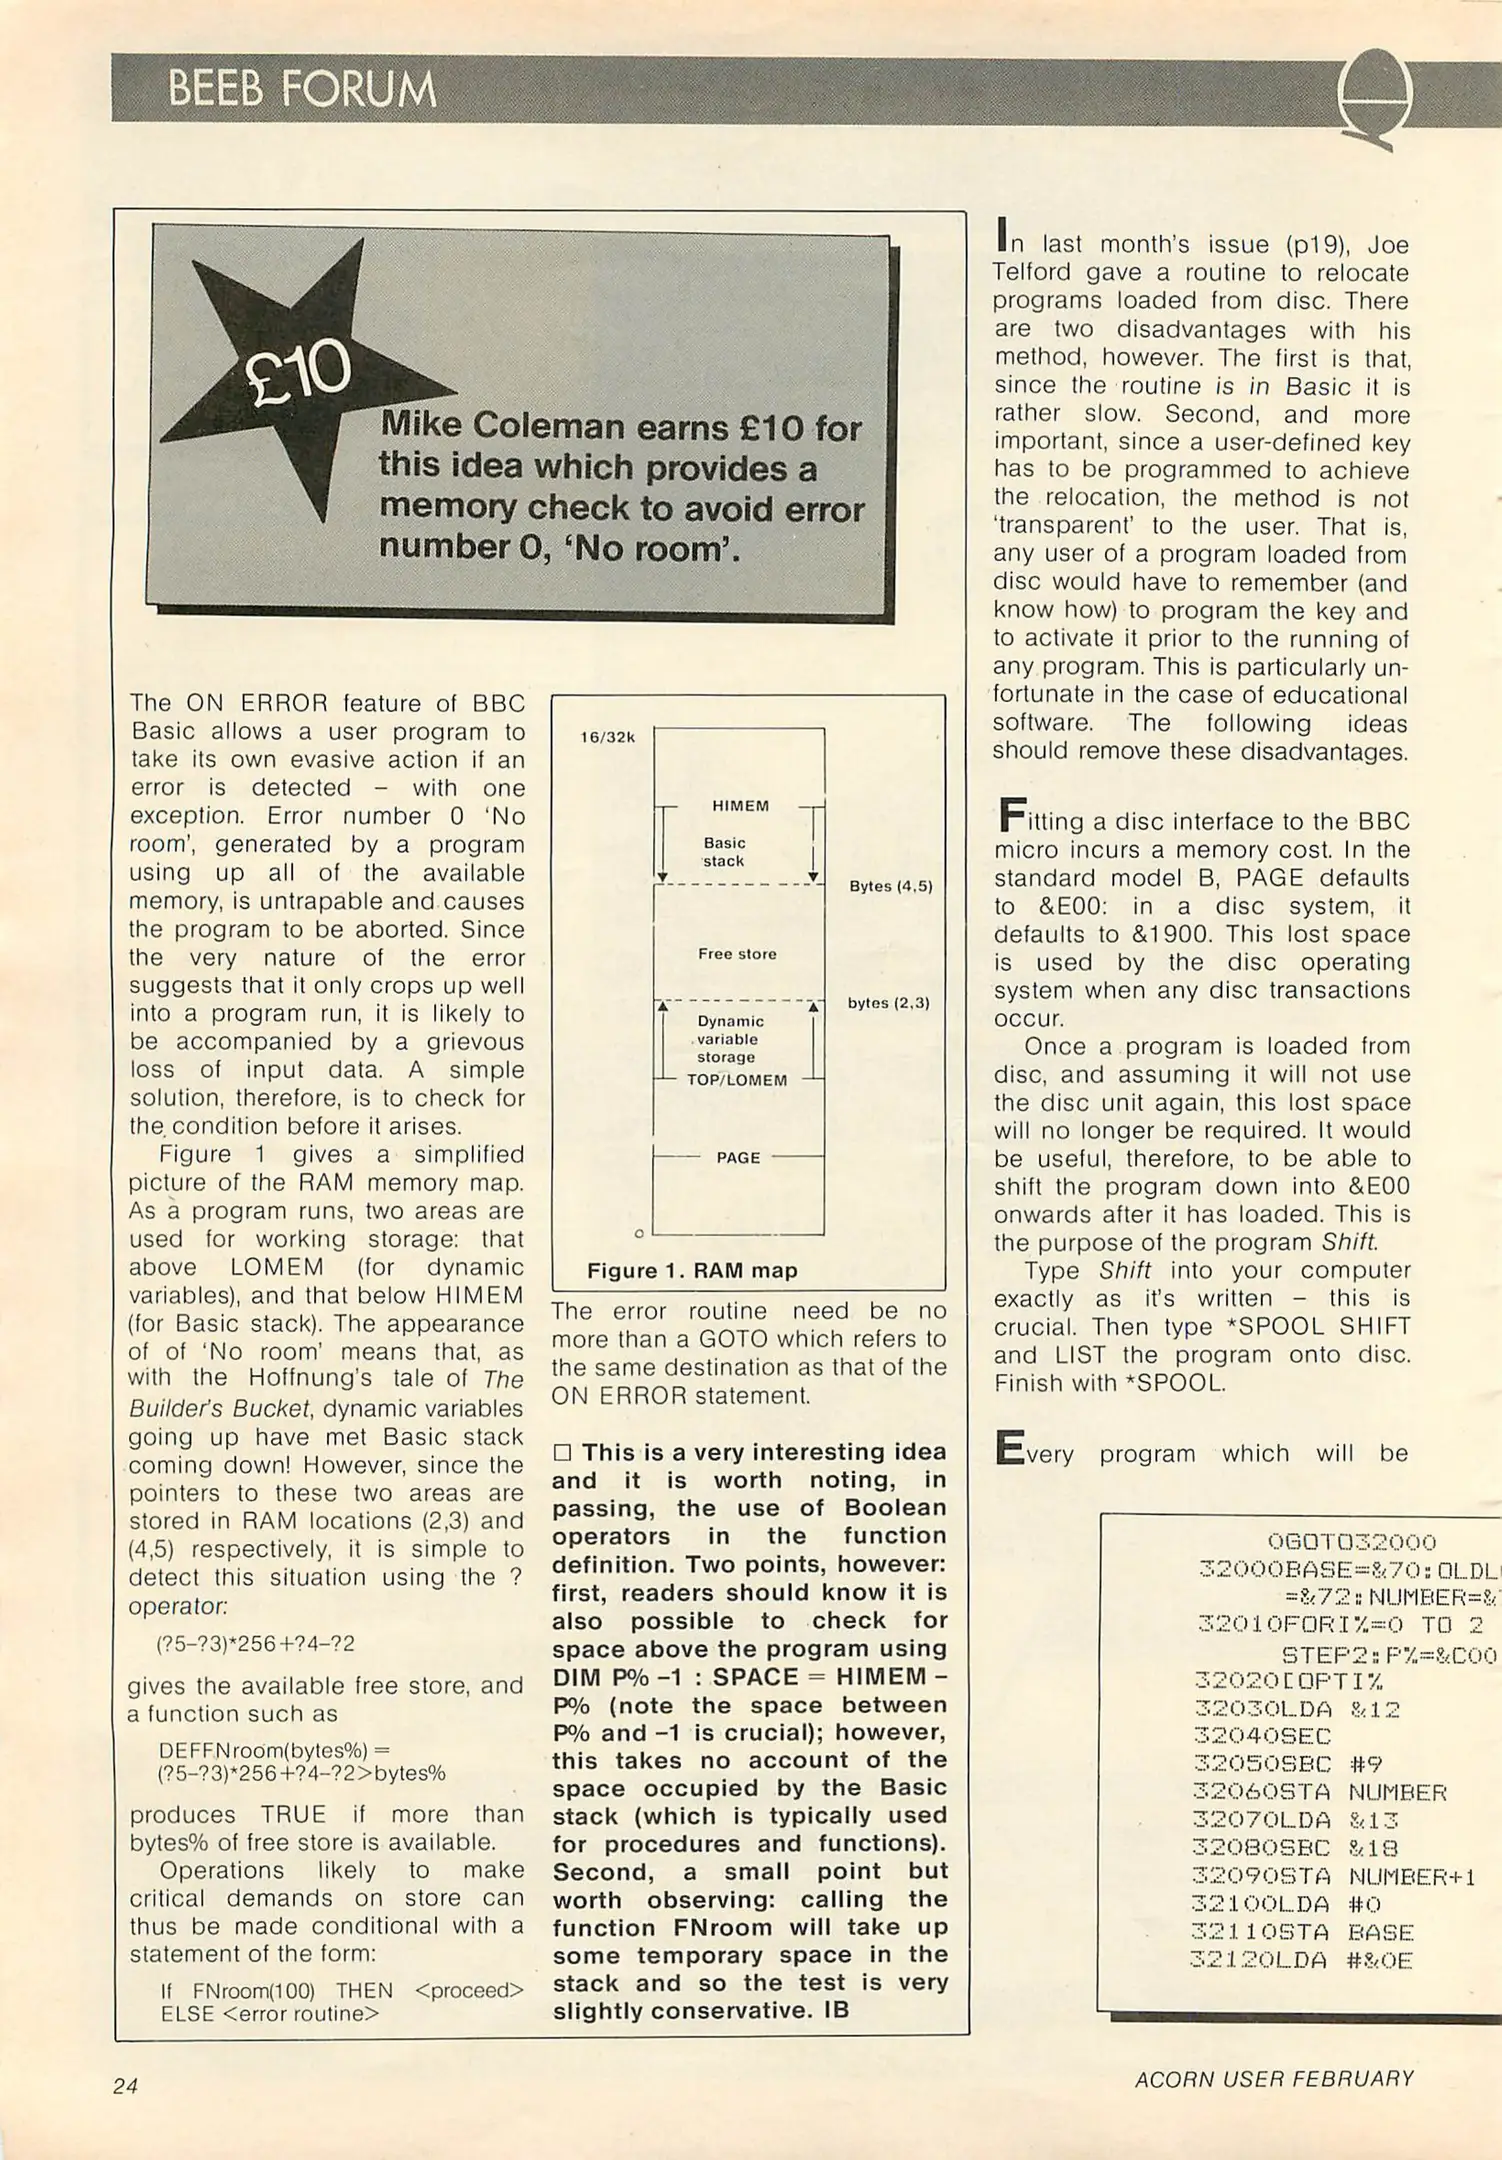 BEEB FORUM
£10
Mike Coleman earns £10 for
this idea which provides a
memory check to avoid error
number 0, ‘No room’.
The ON ERROR feature of BBC
Basic allows a user program to
take its own evasive action if an
error is detected – with one
exception. Error number 0 ‘No
room’, generated by a program
using up all of the available
memory, is untrapable and causes
the program to be aborted. Since
the very nature of the error
suggests that it only crops up well
into a program run, it is likely to
be accompanied by a grievous
loss of input data. A simple
solution, therefore, is to check for
the condition before it arises.
Figure 1 gives a simplified
picture of the RAM memory map.
As a program runs, two areas are
used for working storage: that
above LOMEM (for dynamic
variables), and that below HIMEM
(for Basic stack). The appearance
of of ‘No room’ means that, as
with the Hoffnung's tale of The
Builder's Bucket, dynamic variables
going up have met Basic stack
coming down! However, since the
pointers to these two areas are
stored in RAM locations (2,3) and
(4,5) respectively, it is simple to
detect this situation using the ?
operator:
(?5–?3)*256+?4–?2
gives the available free store, and
a function such as
DEFFNroom(bytes%) =
(?5–?3)*256+?4–?2>bytes%
produces TRUE if more than
bytes% of free store is available.
Operations likely to make
critical demands on store can
thus be made conditional with a
statement of the form:
If FNroom(100) THEN <proceed>
ELSE <error routine>
16/32k
HIMEM
Basic
stack
Bytes (4,5)
Free store
bytes (2,3)
Dynamic
variable
storage
TOP/LOMEM
PAGE
0
Figure 1. RAM map
The error routine need be no
more than a GOTO which refers to
the same destination as that of the
ON ERROR statement.
□ This is a very interesting idea
and it is worth noting, in
passing, the use of Boolean
operators in the function
definition. Two points, however:
first, readers should know it is
also possible to check for
space above the program using
DIM P% –1 : SPACE = HIMEM –
P% (note the space between
P% and –1 is crucial); however,
this takes no account of the
space occupied by the Basic
stack (which is typically used
for procedures and functions).
Second, a small point but
worth observing: calling the
function FNroom will take up
some temporary space in the
stack and so the test is very
slightly conservative. IB
In last month's issue (p19), Joe
Telford gave a routine to relocate
programs loaded from disc. There
are two disadvantages with his
method, however. The first is that,
since the routine is in Basic it is
rather slow. Second, and more
important, since a user-defined key
has to be programmed to achieve
the relocation, the method is not
‘transparent’ to the user. That is,
any user of a program loaded from
disc would have to remember (and
know how) to program the key and
to activate it prior to the running of
any program. This is particularly un-
fortunate in the case of educational
software. The following ideas
should remove these disadvantages.
Fitting a disc interface to the BBC
micro incurs a memory cost. In the
standard model B, PAGE defaults
to &E00: in a disc system, it
defaults to &1900. This lost space
is used by the disc operating
system when any disc transactions
occur.
Once a program is loaded from
disc, and assuming it will not use
the disc unit again, this lost space
will no longer be required. It would
be useful, therefore, to be able to
shift the program down into &E00
onwards after it has loaded. This is
the purpose of the program Shift.
Type Shift into your computer
exactly as it's written – this is
crucial. Then type *SPOOL SHIFT
and LIST the program onto disc.
Finish with *SPOOL.
Every program which will be
0GOTO32000
32000BASE=&70:OLDL
=&72:NUMBER=&
32010FORI%=0 TO 2
STEP2:P%=&C00
32020[OPTI%
32030LDA &12
32040SEC
32050SBC #9
32060STA NUMBER
32070LDA &13
32080SBC &18
32090STA NUMBER+1
32100LDA #0
32110STA BASE
32120LDA #&0E
24
ACORN USER FEBRUARY